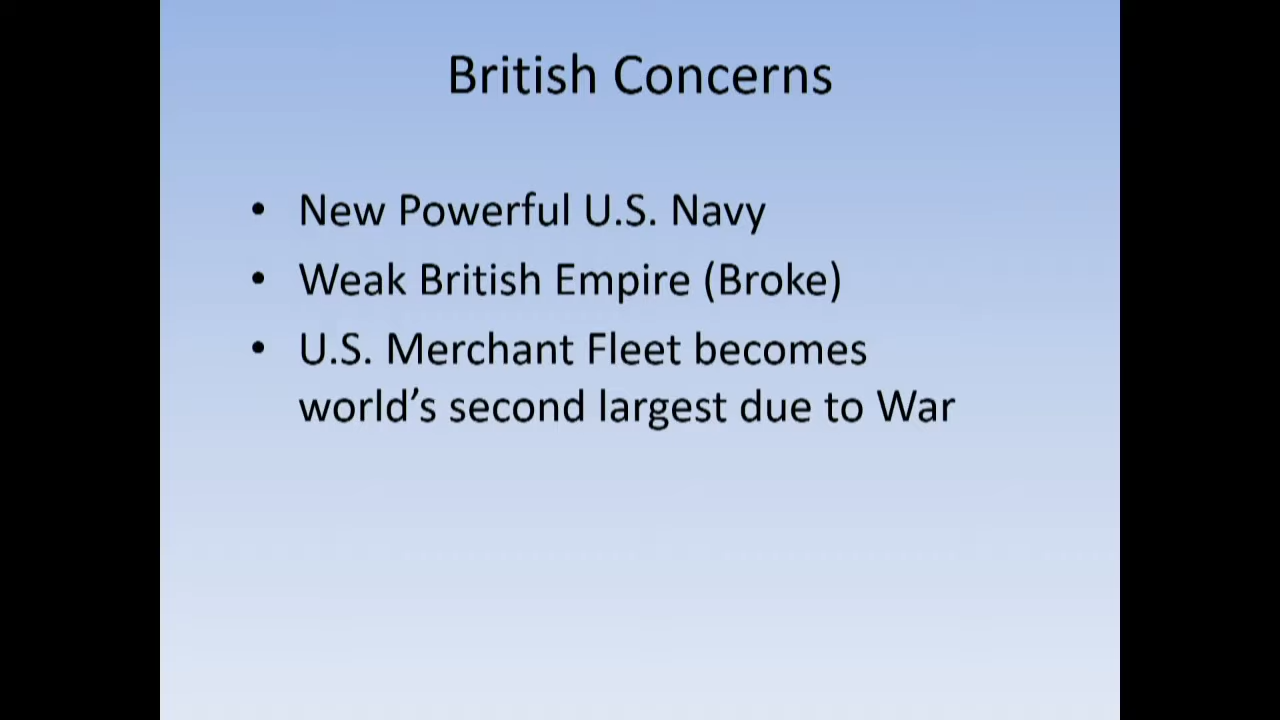 British Concerns
• New Powerful U.S. Navy
• Weak British Empire (Broke)
• U.S. Merchant Fleet becomes
world’s second largest due to War